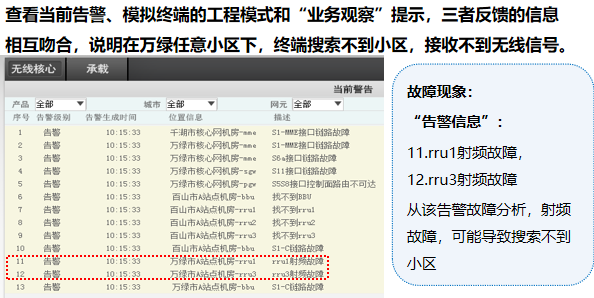 查看当前告警、模拟终端的工程模式和“业务观察”提示，三者反馈的信息
相互吻合，说明在万绿任意小区下，终端搜索不到小区，接收不到无线信号。
无线核心 承载
当前警告
产品 全部 城市 全部 网元 全部
序号 告警级别 告警生成时间 位置信息 描述
1 告警 10:15:33 千湖市核心网机房-mme S1-MME接口链路故障
2 告警 10:15:33 万绿市核心网机房-mme S1-MME接口链路故障
3 告警 10:15:33 万绿市核心网机房-mme S6a接口链路故障
4 告警 10:15:33 万绿市核心网机房-sgw S11接口链路故障
5 告警 10:15:33 万绿市核心网机房-pgw S5S8接口控制面路由不可达
6 告警 10:15:33 百山市A站点机房-bbu 找不到BBU
7 告警 10:15:33 百山市A站点机房-rru1 找不到rru1
8 告警 10:15:33 百山市A站点机房-rru2 找不到rru2
9 告警 10:15:33 百山市A站点机房-rru3 找不到rru3
10 告警 10:15:33 百山市A站点机房-bbu S1-C链路故障
11 告警 10:15:33 万绿市A站点机房-rru1 rru1射频故障
12 告警 10:15:33 万绿市A站点机房-rru3 rru3射频故障
13 告警 10:15:33 万绿市A站点机房-bbu S1-C链路故障
故障现象：
“告警信息”：
11.rru1射频故障，
12.rru3射频故障
从该告警故障分析，射频
故障，可能导致搜索不到
小区